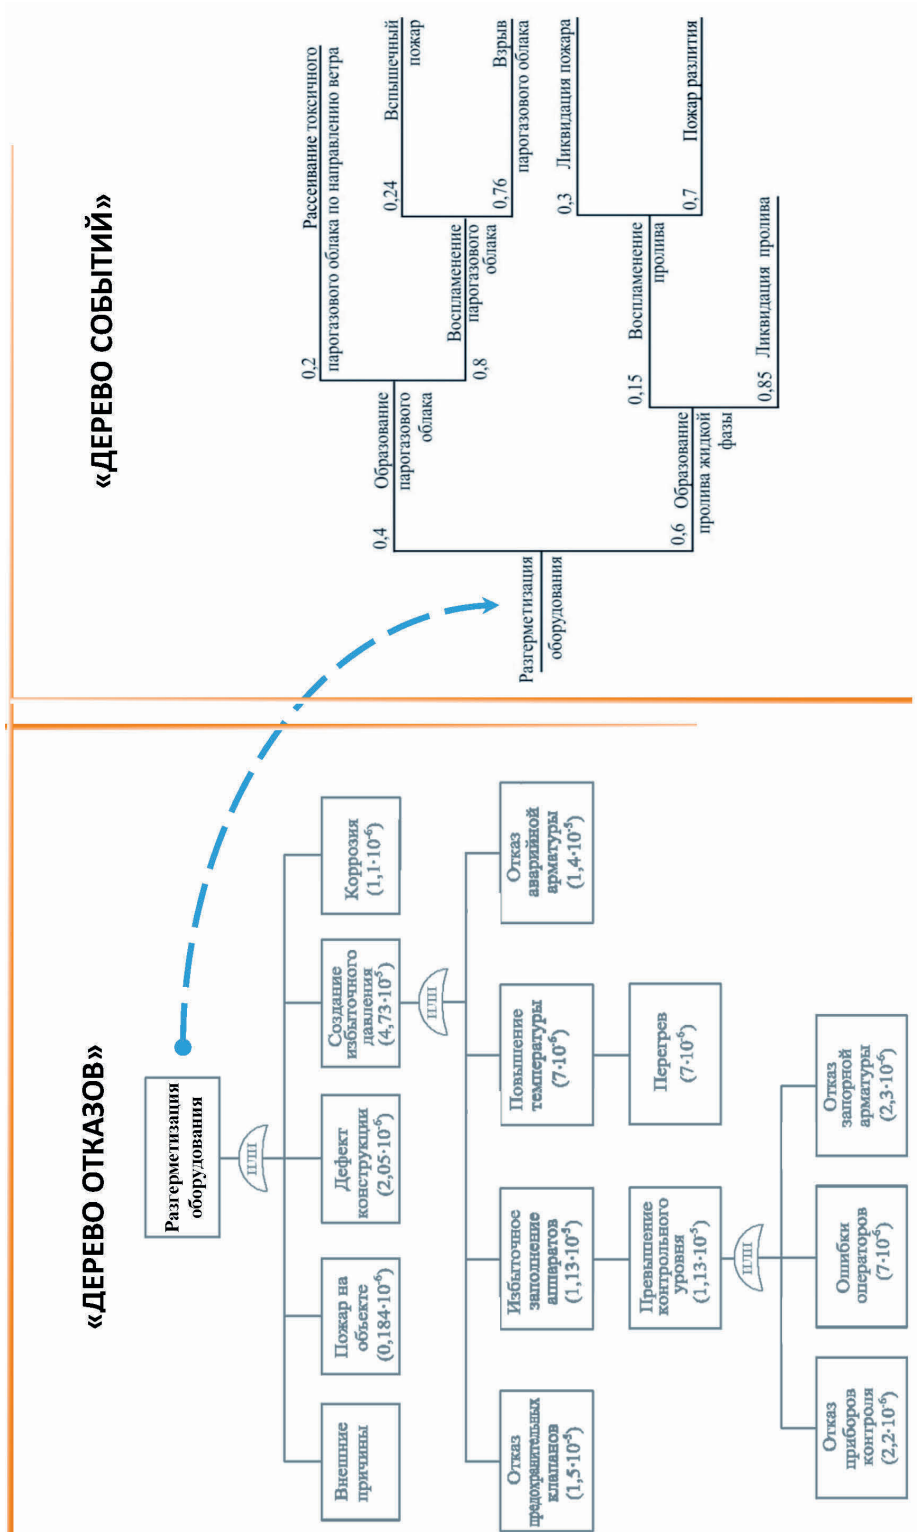 «ДЕРЕВО ОТКАЗОВ»
Разгерметизация
оборудования
ИЛИ
Внешние
причины
Пожар на
объекте
(0,184·10⁻⁶)
Дефект
конструкции
(2,05·10⁻⁶)
Создание
избыточного
давления
(4,73·10⁻⁵)
Коррозия
(1,1·10⁻⁶)
ИЛИ
Отказ
предохранительных
клапанов
(1,5·10⁻⁵)
Избыточное
заполнение
аппаратов
(1,13·10⁻⁵)
Повышение
температуры
(7·10⁻⁶)
Отказ
аварийной
арматуры
(1,4·10⁻⁵)
Превышение
контрольного
уровня
(1,13·10⁻⁵)
Перегрев
(7·10⁻⁶)
ИЛИ
Отказ
приборов
контроля
(2,2·10⁻⁶)
Ошибки
операторов
(7·10⁻⁶)
Отказ
запорной
арматуры
(2,3·10⁻⁶)
«ДЕРЕВО СОБЫТИЙ»
Разгерметизация
оборудования
0,4
Образование
парогазового
облака
0,2
Рассеивание токсичного
парогазового облака по направлению ветра
0,8
Воспламенение
парогазового
облака
0,24
Вспышечный
пожар
0,76
Взрыв
парогазового облака
0,6
Образование
пролива жидкой
фазы
0,15
Воспламенение
пролива
0,3
Ликвидация пожара
0,7
Пожар разлития
0,85
Ликвидация пролива